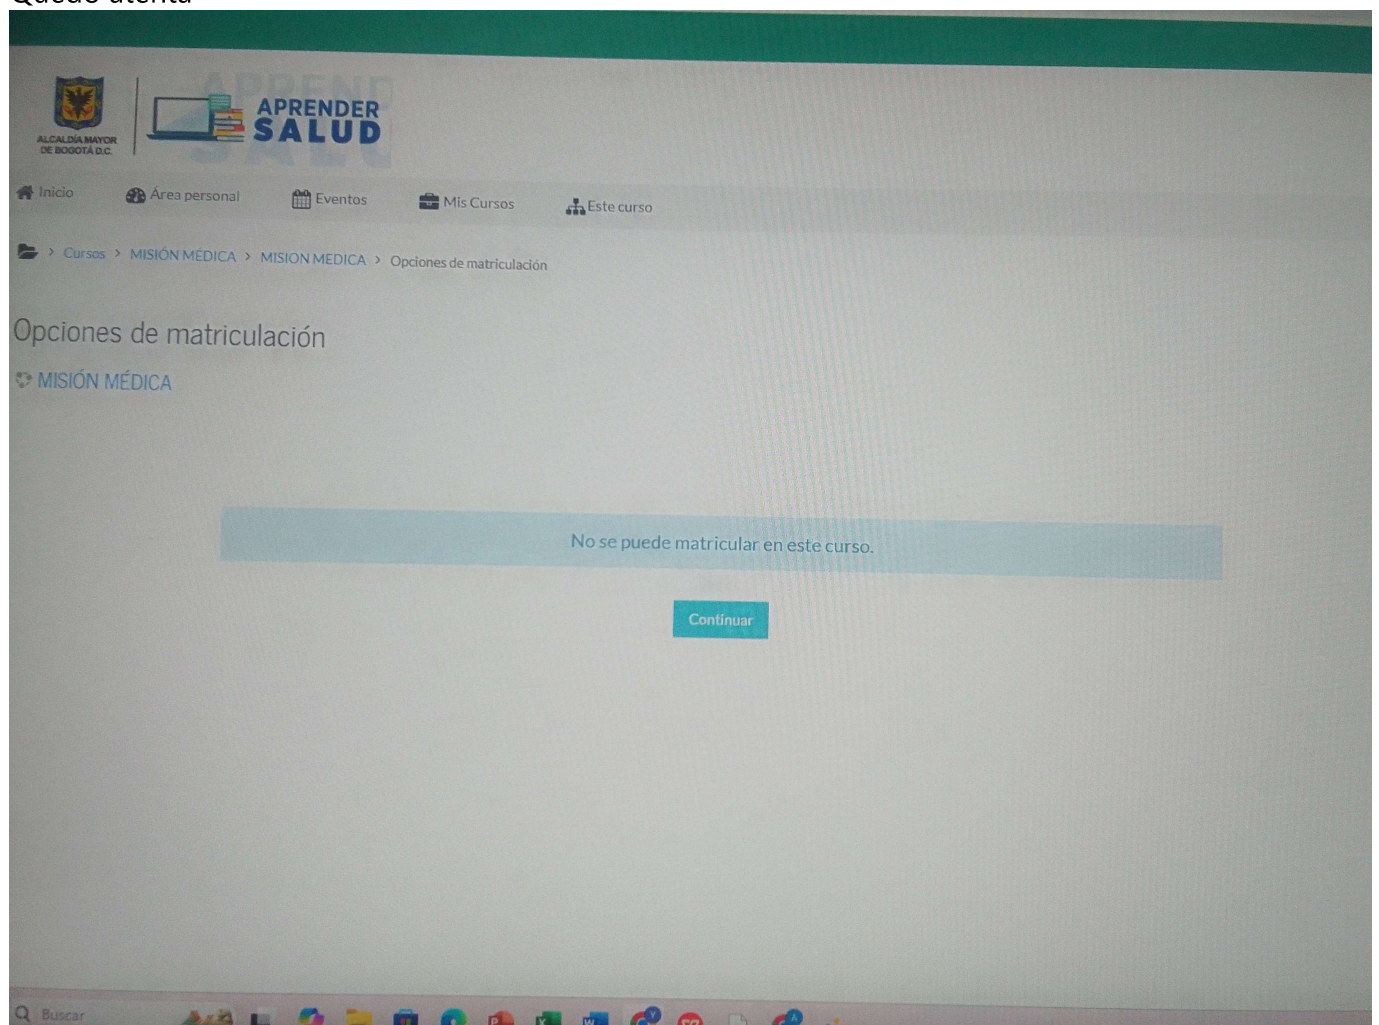 ALCALDÍA MAYOR
DE BOGOTÁ D.C.
APRENDER
SALUD
Inicio
Área personal
Eventos
Mis Cursos
Este curso
> Cursos > MISIÓN MÉDICA > MISION MEDICA > Opciones de matriculación
Opciones de matriculación
MISIÓN MÉDICA
No se puede matricular en este curso.
Continuar
Buscar